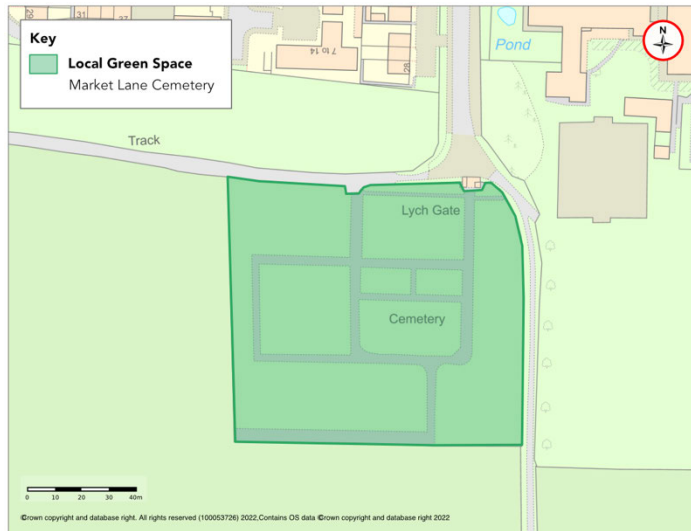 Key
Local Green Space
Market Lane Cemetery
31
37
7 to 14
28
Pond
N
Track
Lych Gate
Cemetery
0 10 20 30 40m
©rown copyright and database right. All rights reserved (100053726) 2022,Contains OS data ©rown copyright and database right 2022